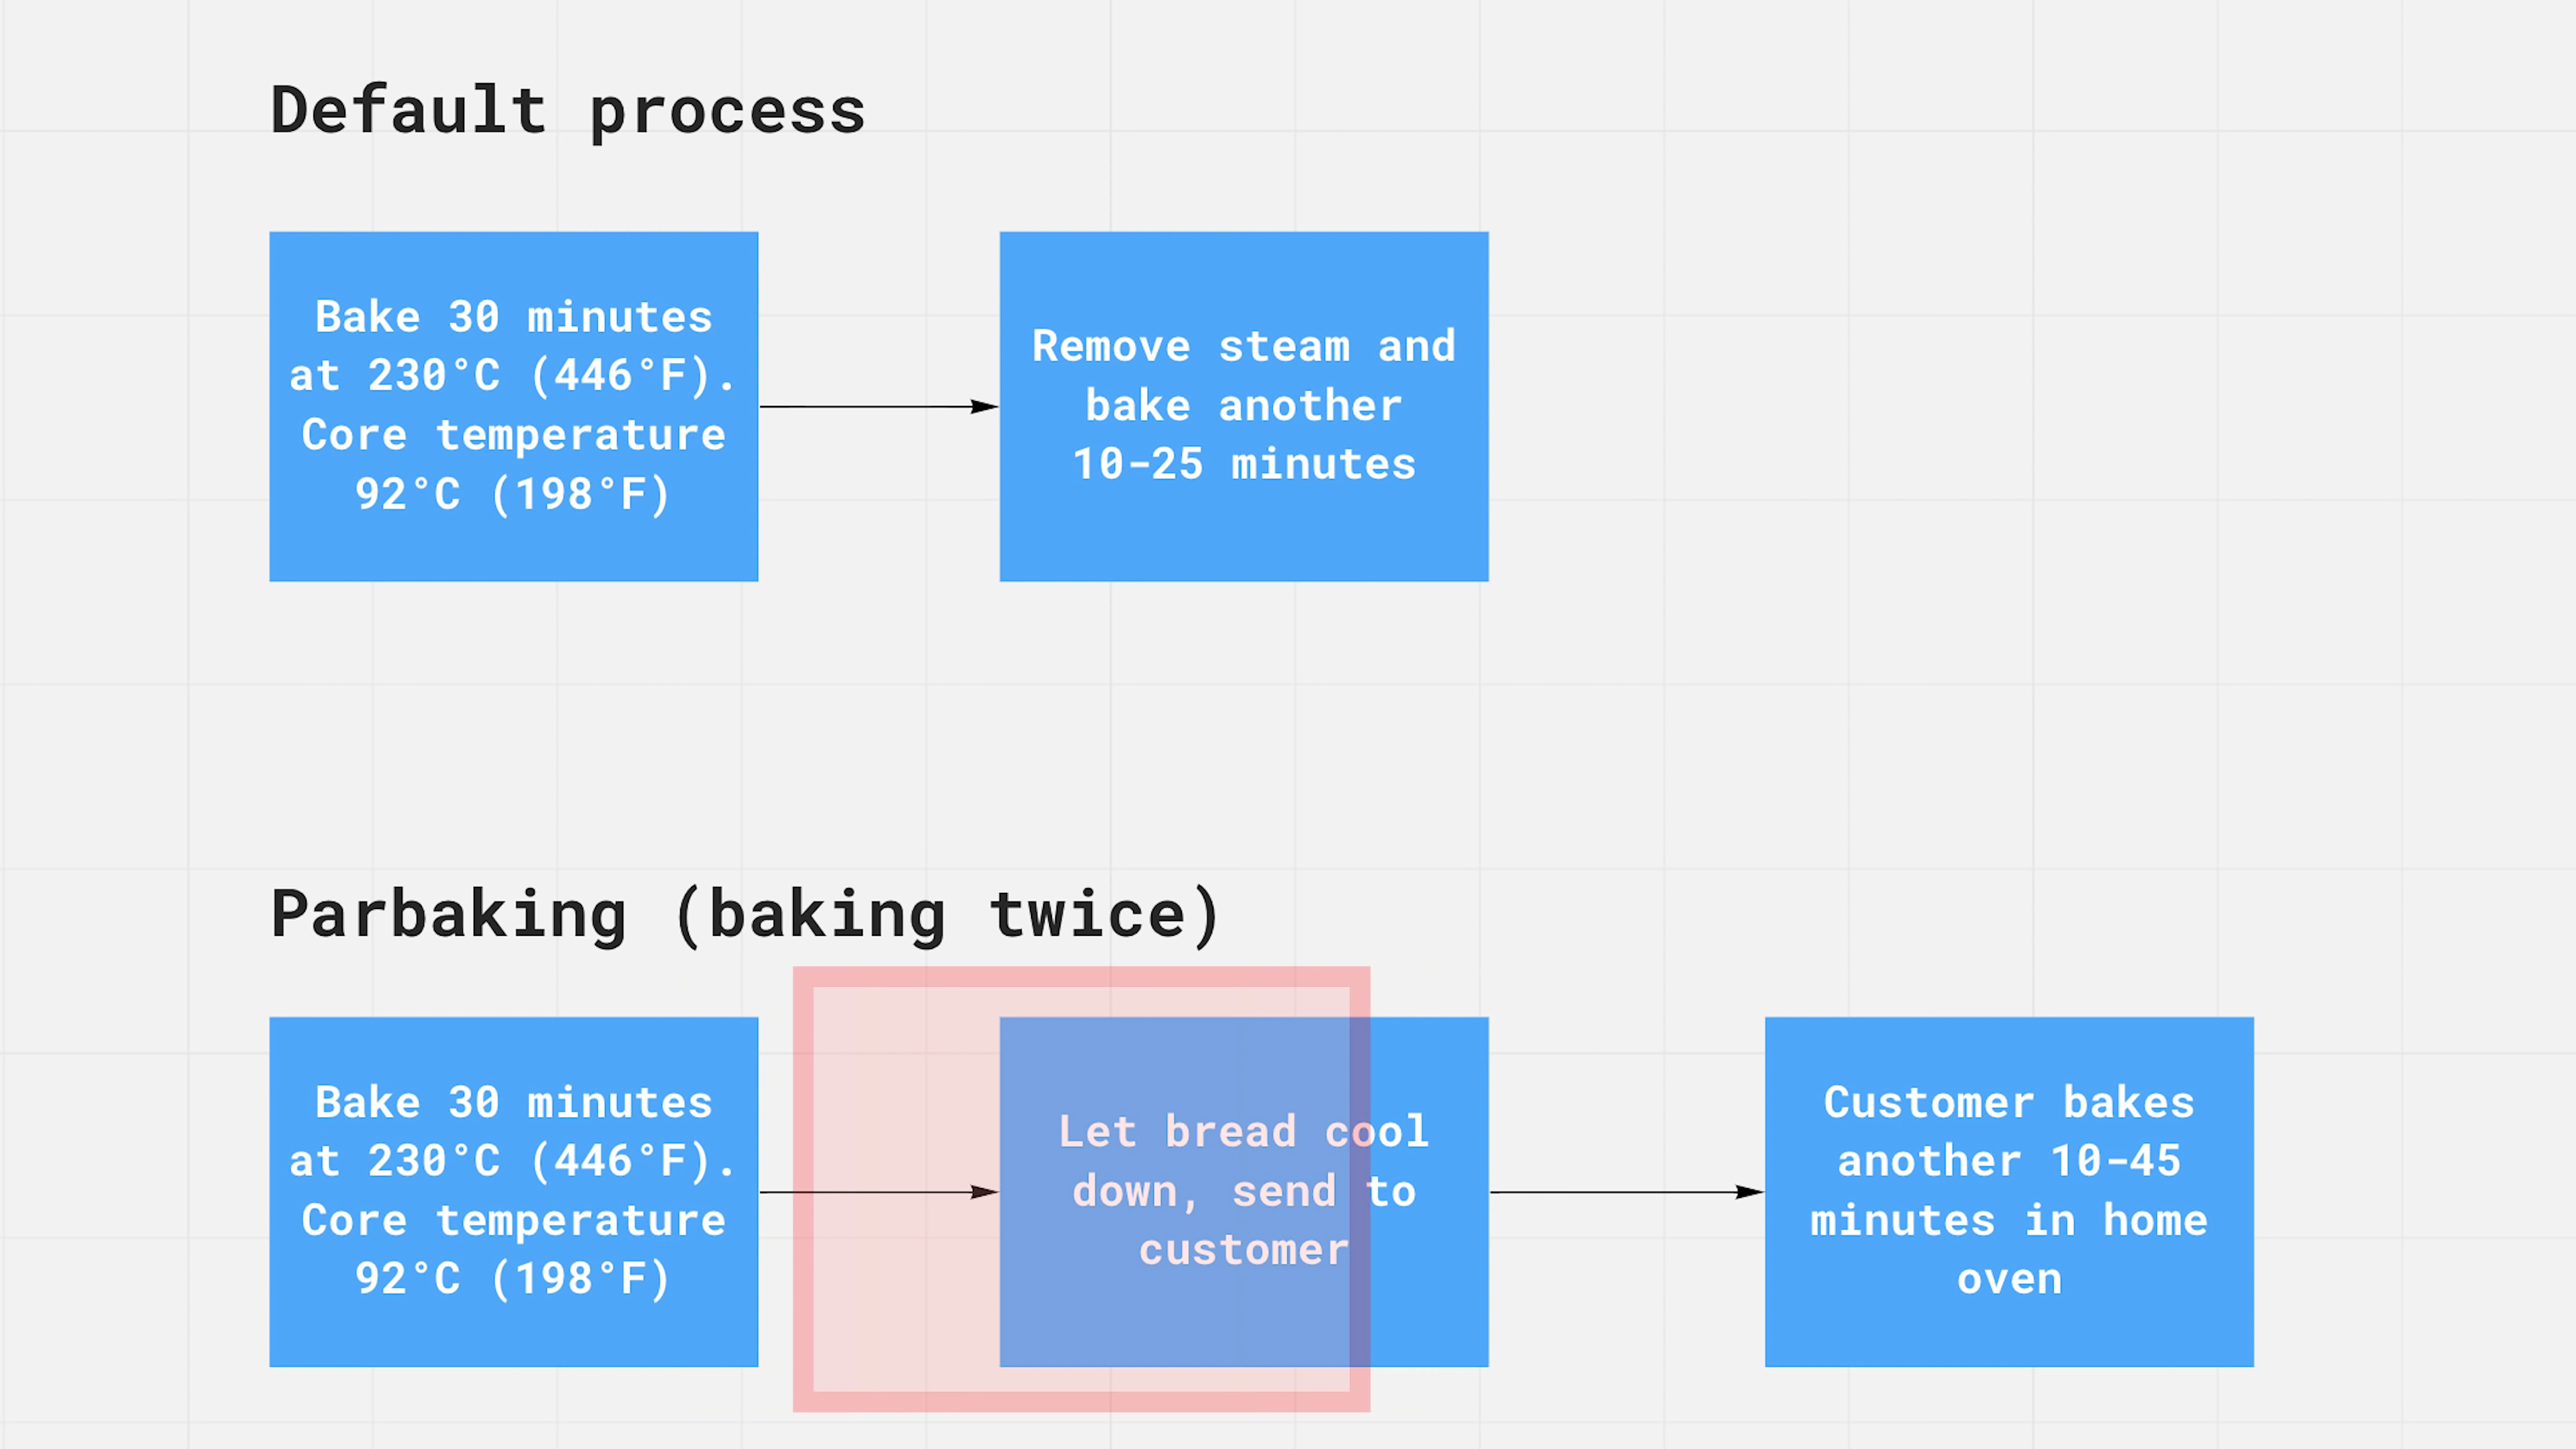 Default process
Bake 30 minutes
at 230°C (446°F).
Core temperature
92°C (198°F)
Remove steam and
bake another
10-25 minutes
Parbaking (baking twice)
Bake 30 minutes
at 230°C (446°F).
Core temperature
92°C (198°F)
Let bread cool
down, send to
customer
Customer bakes
another 10-45
minutes in home
oven